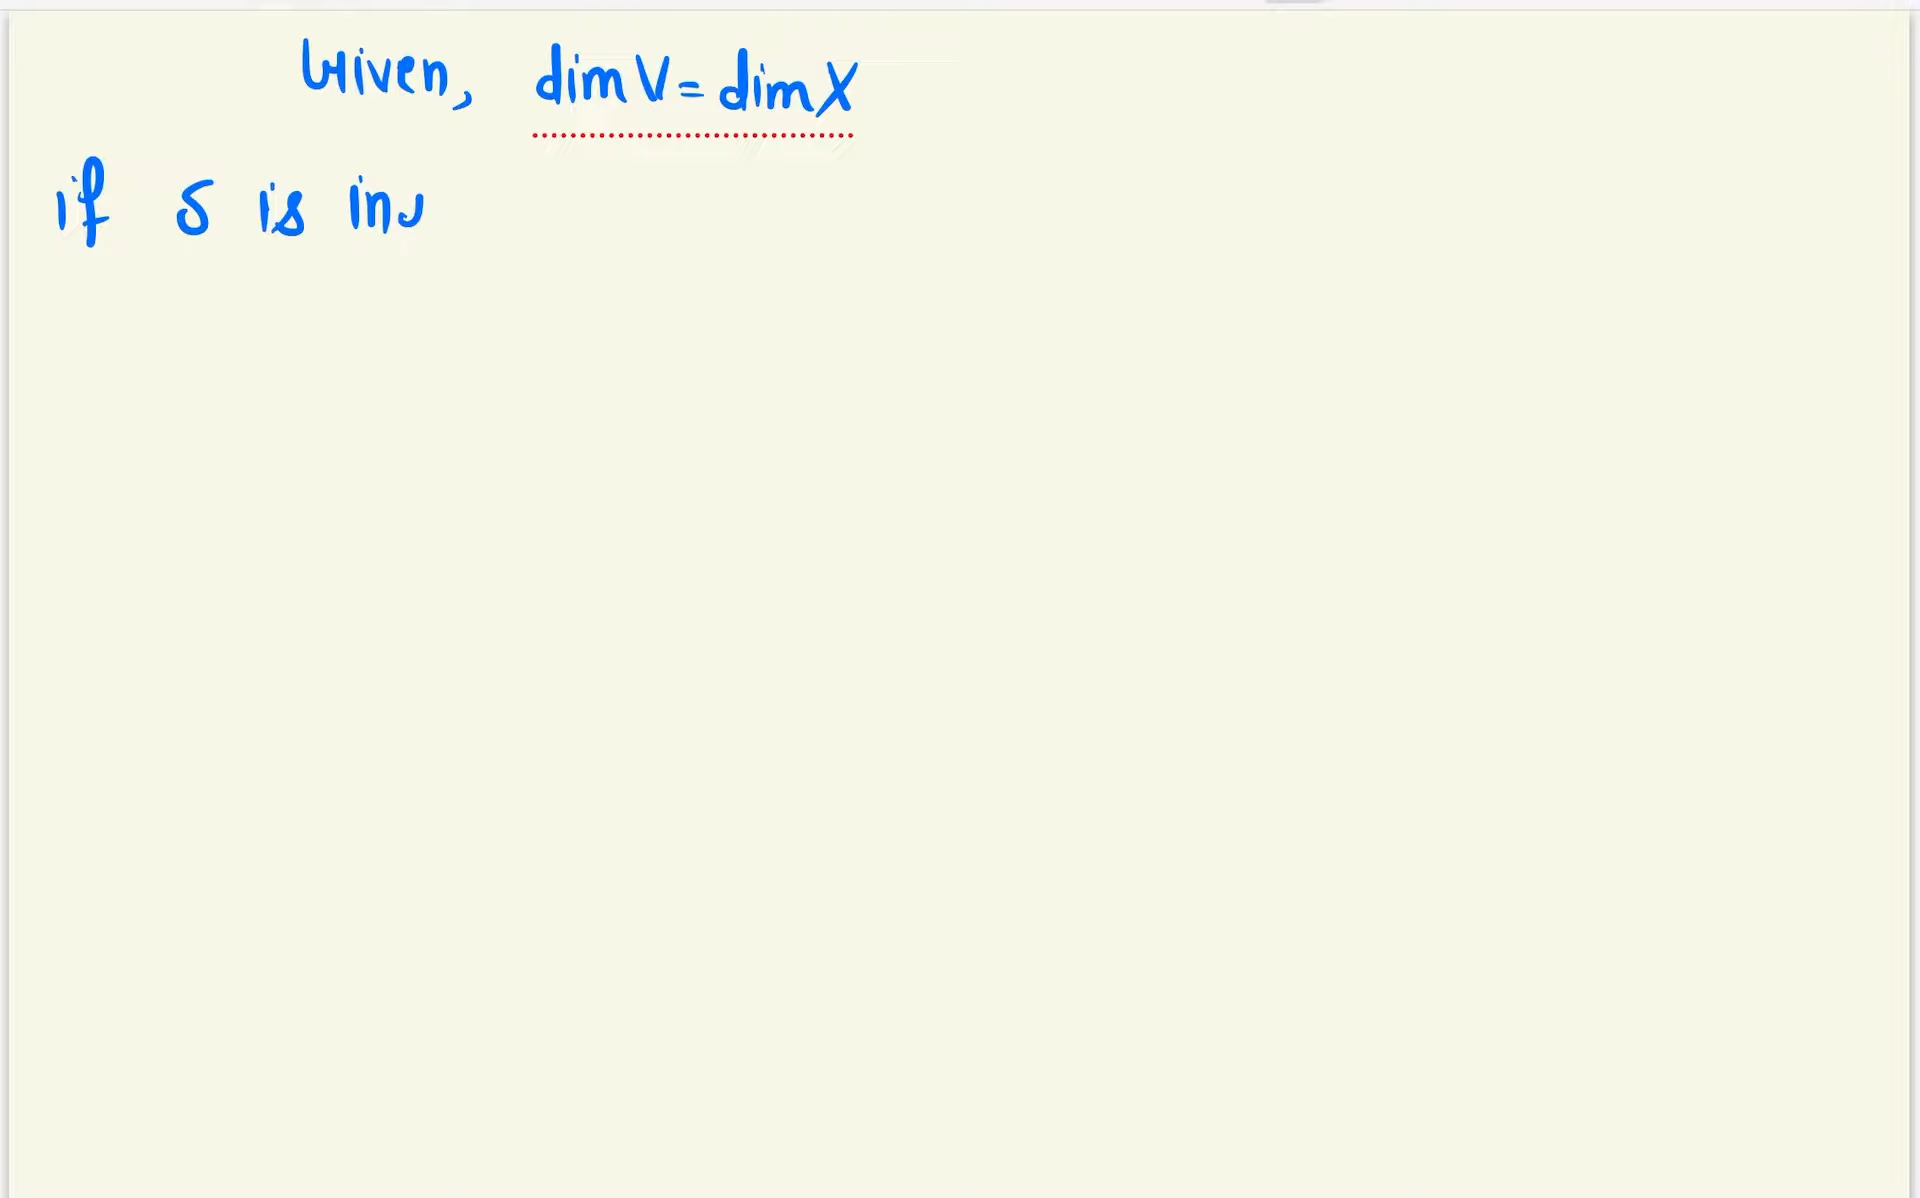 Given, dim V = dim X
if S is inj